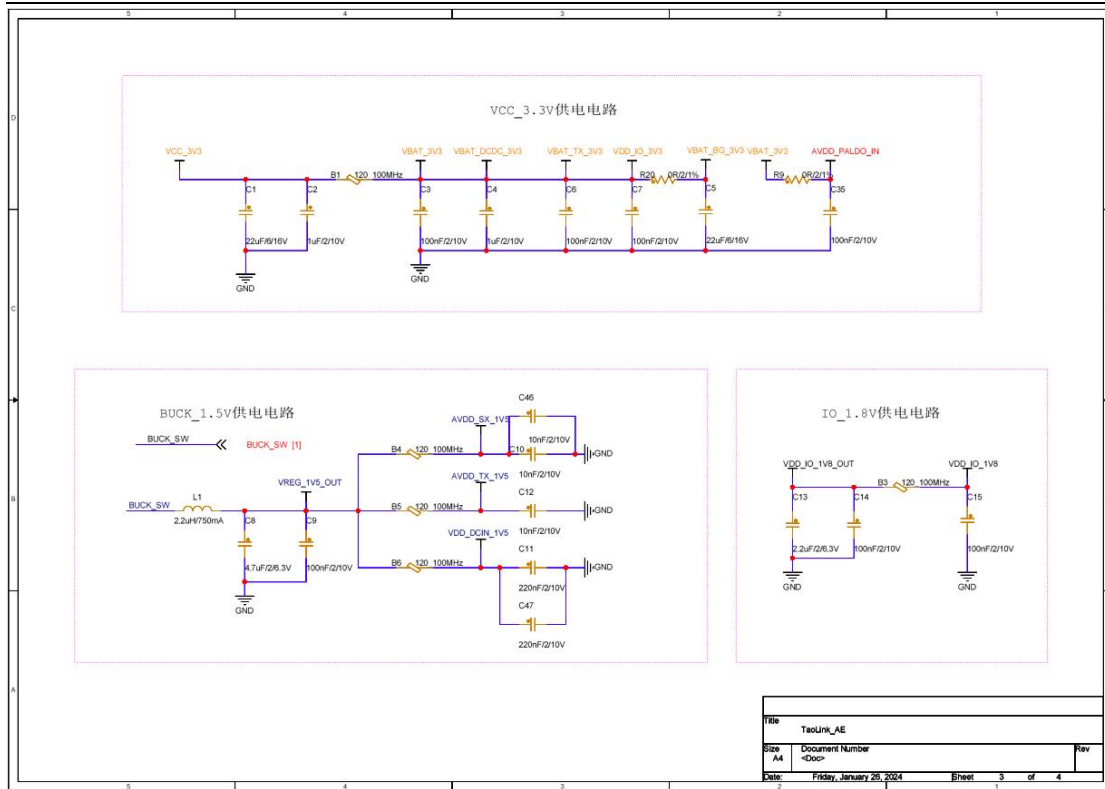 5 4 3 2 1
D
C
B
A
VCC_3.3V供电电路
VCC_3V3
VBAT_3V3
VBAT_DCDC_3V3
VBAT_TX_3V3
VDD_IO_3V3
VBAT_BG_3V3
VBAT_3V3
AVDD_PALDO_IN
B1 120 100MHz
R20 0R/2/1%
R9 0R/2/1%
C1
C2
C3
C4
C6
C7
C5
C35
22uF/6/16V
1uF/2/10V
100nF/2/10V
1uF/2/10V
100nF/2/10V
100nF/2/10V
22uF/6/16V
100nF/2/10V
GND
GND
BUCK_1.5V供电电路
BUCK_SW
BUCK_SW [1]
BUCK_SW
L1
2.2uH/750mA
VREG_1V5_OUT
C8
C9
4.7uF/2/6.3V
100nF/2/10V
GND
AVDD_SX_1V5
B4 120 100MHz
C46
10nF/2/10V
C10
10nF/2/10V
GND
AVDD_TX_1V5
B5 120 100MHz
C12
10nF/2/10V
GND
VDD_DCIN_1V5
B6 120 100MHz
C11
220nF/2/10V
GND
C47
220nF/2/10V
IO_1.8V供电电路
VDD_IO_1V8_OUT
VDD_IO_1V8
B3 120 100MHz
C13
C14
C15
2.2uF/2/6.3V
100nF/2/10V
100nF/2/10V
GND
GND
Title
TaoLink_AE
Size
A4
Document Number
<Doc>
Rev
Date: Friday, January 26, 2024 Sheet 3 of 4
5 4 3 2 1